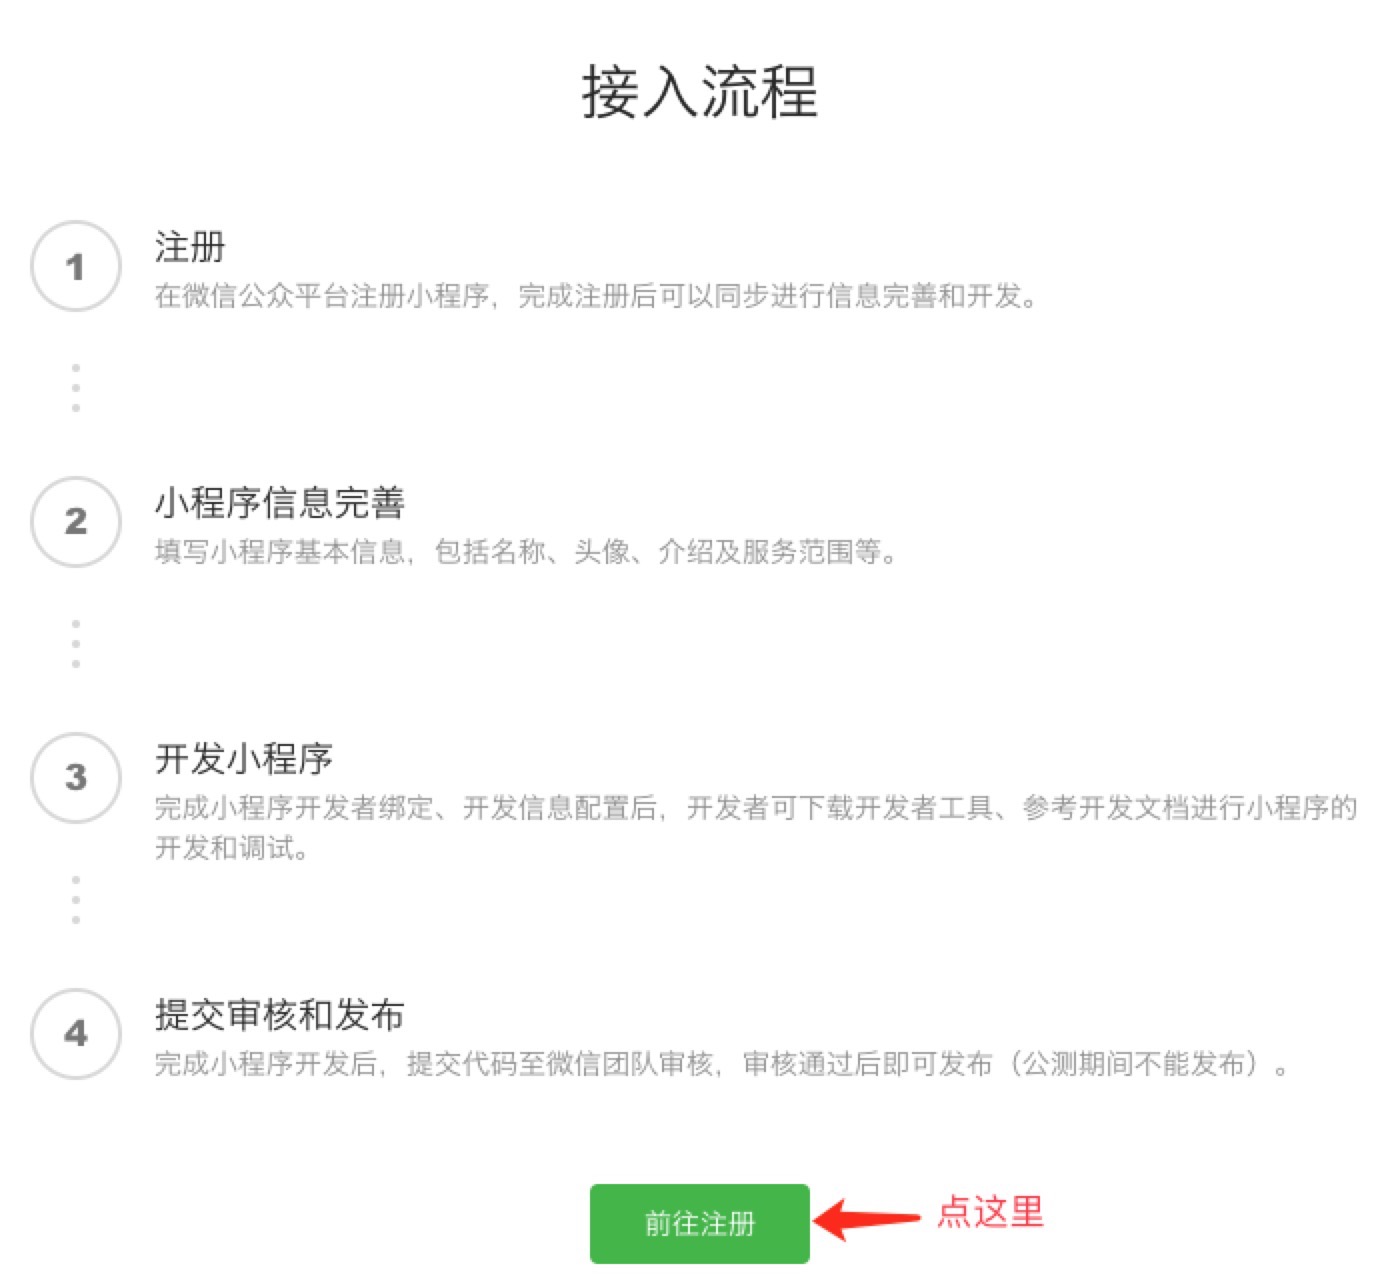 接入流程
1
注册
在微信公众平台注册小程序，完成注册后可以同步进行信息完善和开发。
2
小程序信息完善
填写小程序基本信息，包括名称、头像、介绍及服务范围等。
3
开发小程序
完成小程序开发者绑定、开发信息配置后，开发者可下载开发者工具、参考开发文档进行小程序的
开发和调试。
4
提交审核和发布
完成小程序开发后，提交代码至微信团队审核，审核通过后即可发布（公测期间不能发布）。
前往注册
点这里